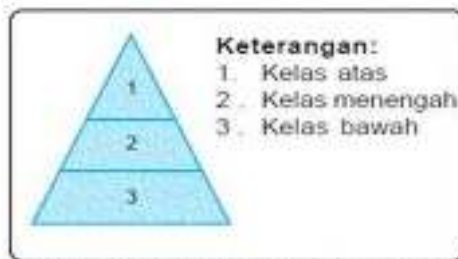 Keterangan:
1. Kelas atas
2. Kelas menengah
3. Kelas bawah
1
2
3